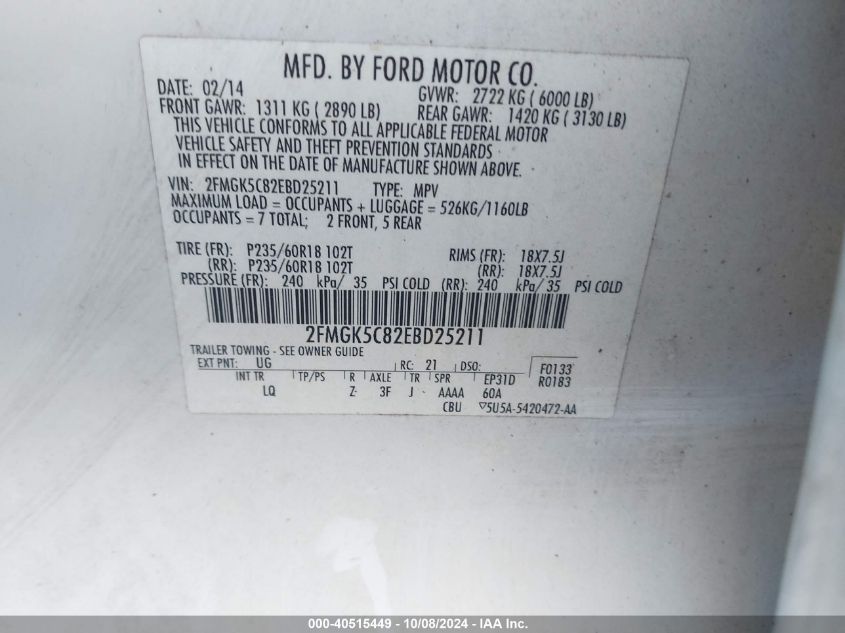 MFD. BY FORD MOTOR CO.
DATE: 02/14 GVWR: 2722 KG ( 6000 LB)
FRONT GAWR: 1311 KG ( 2890 LB) REAR GAWR: 1420 KG ( 3130 LB)
THIS VEHICLE CONFORMS TO ALL APPLICABLE FEDERAL MOTOR
VEHICLE SAFETY AND THEFT PREVENTION STANDARDS
IN EFFECT ON THE DATE OF MANUFACTURE SHOWN ABOVE.
VIN: 2FMGK5C82EBD25211 TYPE: MPV
MAXIMUM LOAD = OCCUPANTS + LUGGAGE = 526KG/1160LB
OCCUPANTS = 7 TOTAL; 2 FRONT, 5 REAR
TIRE (FR): P235/60R18 102T RIMS (FR): 18X7.5J
(RR): P235/60R18 102T (RR): 18X7.5J
PRESSURE (FR): 240 kPa/ 35 PSI COLD (RR): 240 kPa/ 35 PSI COLD
2FMGK5C82EBD25211
TRAILER TOWING - SEE OWNER GUIDE
EXT PNT: UG RC: 21 DSO: F0133
INT TR TP/PS R AXLE TR SPR EP31D R0183
LQ Z 3F J AAAA 60A
CBU ▽5U5A-5420472-AA
000-40515449 - 10/08/2024 - IAA Inc.